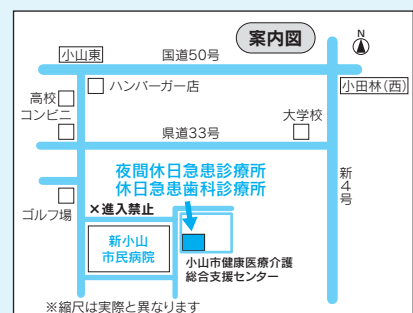 案内図
N
小山東
国道50号
ハンバーガー店
小田林(西)
高校
コンビニ
大学校
県道33号
夜間休日急患診療所
休日急患歯科診療所
新4号
ゴルフ場
×進入禁止
新小山
市民病院
小山市健康医療介護
総合支援センター
※縮尺は実際と異なります